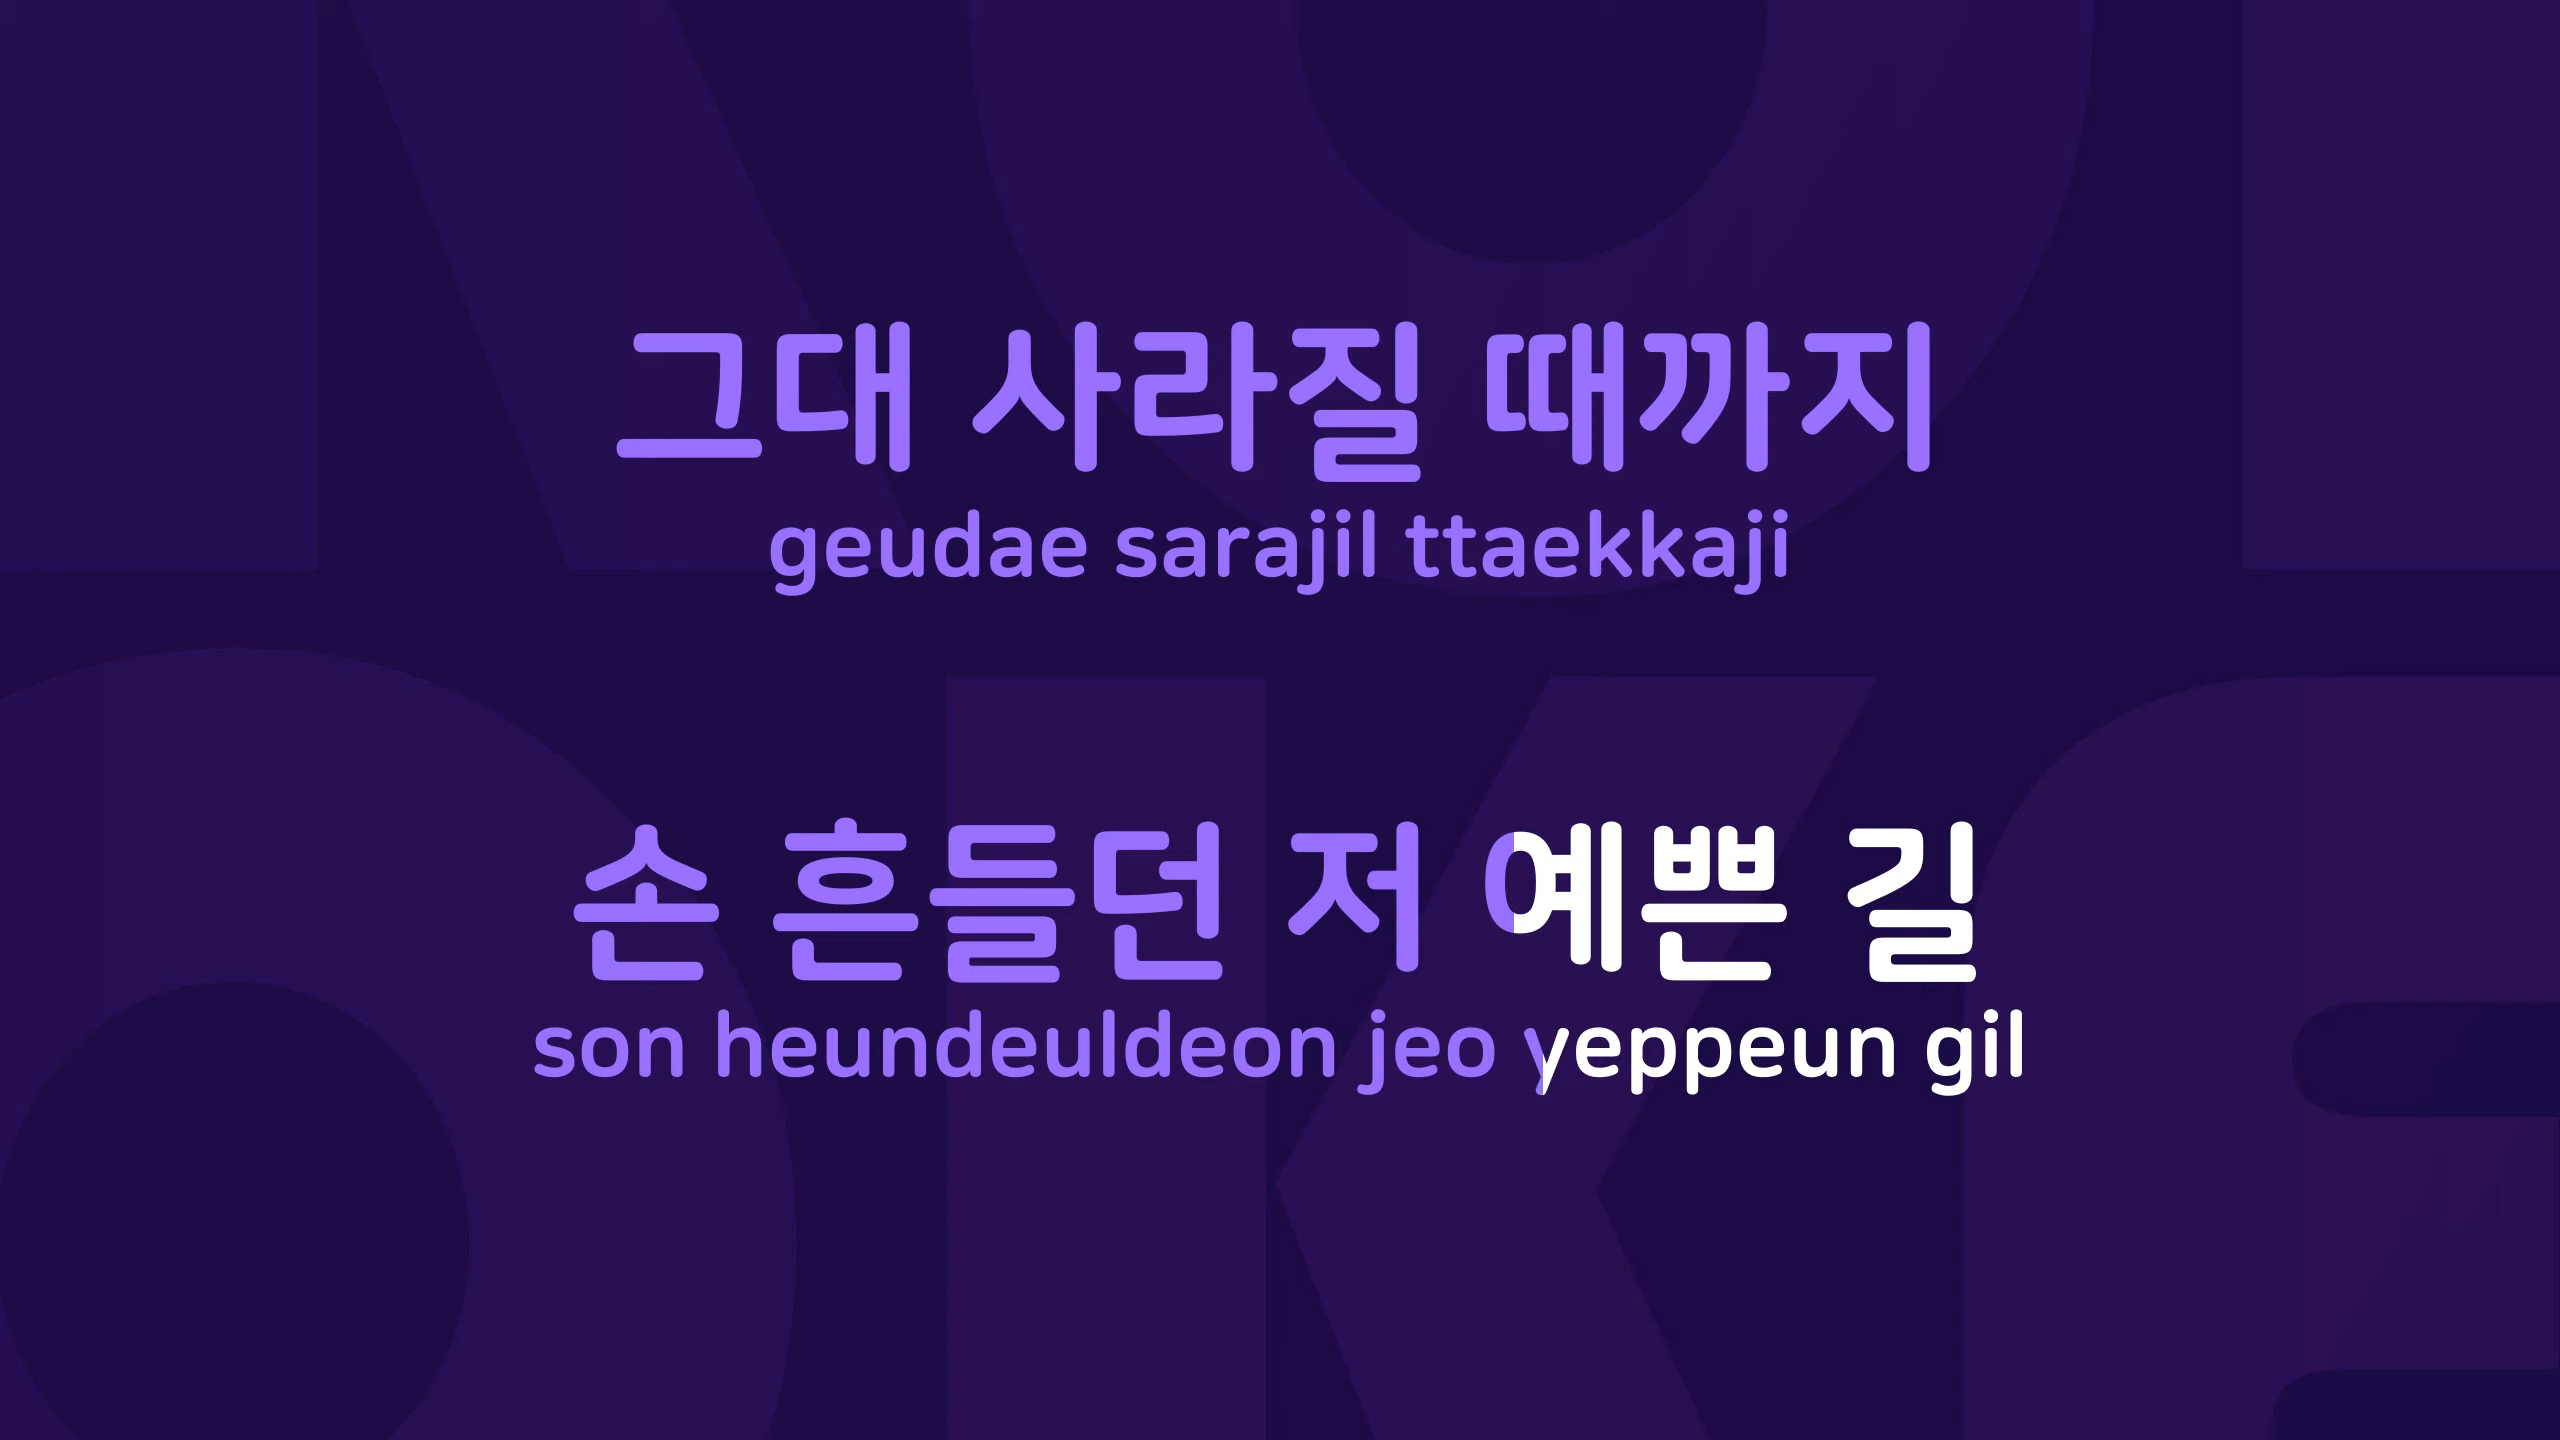 그대 사라질 때까지
geudae sarajil ttaekkaji
손 흔들던 저 예쁜 길
son heundeuldeon jeo yeppeun gil